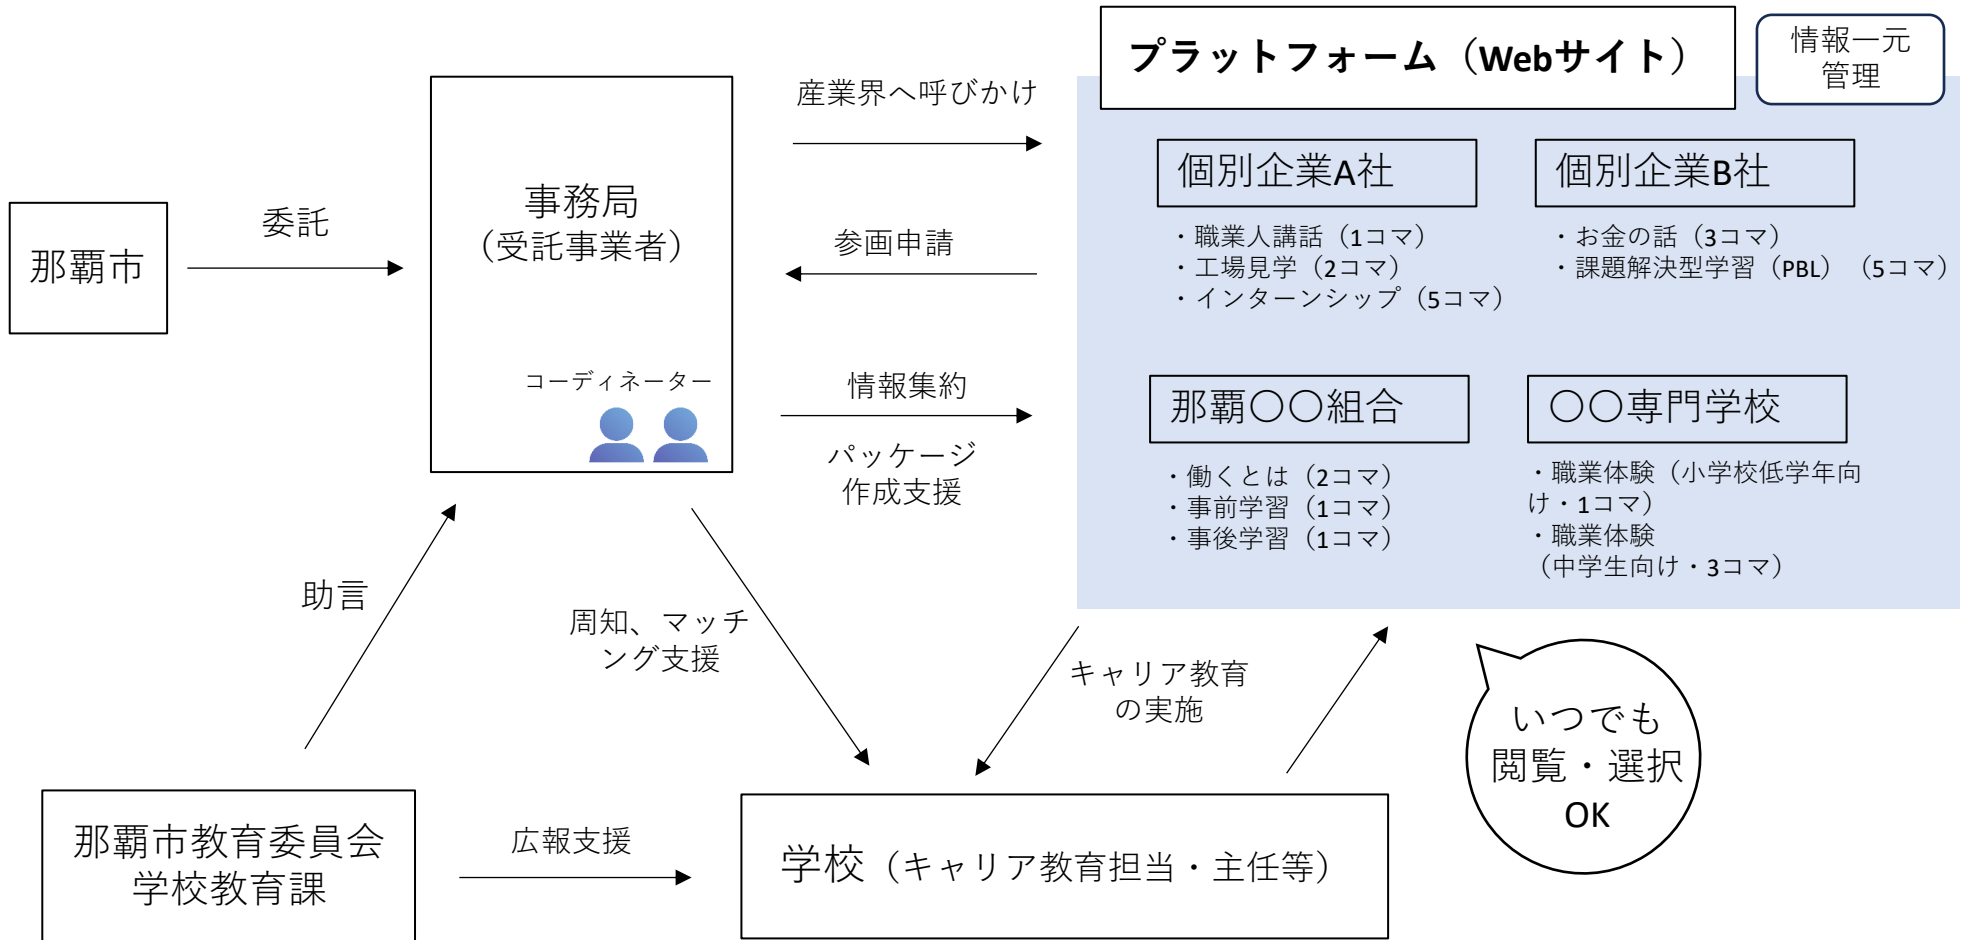 プラットフォーム（Webサイト）
情報一元
管理
産業界へ呼びかけ
個別企業A社
個別企業B社
事務局
（受託事業者）
那覇市
委託
参画申請
・職業人講話（1コマ）
・工場見学（2コマ）
・インターンシップ（5コマ）
・お金の話（3コマ）
・課題解決型学習（PBL）（5コマ）
コーディネーター
情報集約
パッケージ
作成支援
那覇〇〇組合
〇〇専門学校
・働くとは（2コマ）
・事前学習（1コマ）
・事後学習（1コマ）
・職業体験（小学校低学年向
け・1コマ）
・職業体験
（中学生向け・3コマ）
助言
周知、マッチ
ング支援
キャリア教育
の実施
いつでも
閲覧・選択
OK
那覇市教育委員会
学校教育課
広報支援
学校（キャリア教育担当・主任等）